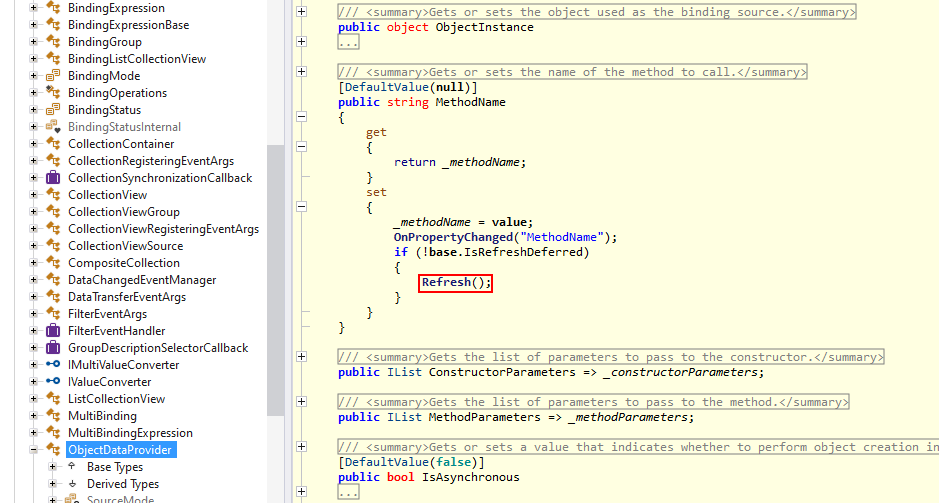 BindingExpression
BindingExpressionBase
BindingGroup
BindingListCollectionView
BindingMode
BindingOperations
BindingStatus
BindingStatusInternal
CollectionContainer
CollectionRegisteringEventArgs
CollectionSynchronizationCallback
CollectionView
CollectionViewGroup
CollectionViewRegisteringEventArgs
CollectionViewSource
CompositeCollection
DataChangedEventManager
DataTransferEventArgs
FilterEventArgs
FilterEventHandler
GroupDescriptionSelectorCallback
IMultiValueConverter
IValueConverter
ListCollectionView
MultiBinding
MultiBindingExpression
ObjectDataProvider
Base Types
Derived Types
SourceMode
/// <summary>Gets or sets the object used as the binding source.</summary>
public object ObjectInstance
...
/// <summary>Gets or sets the name of the method to call.</summary>
[DefaultValue(null)]
public string MethodName
{
get
{
return _methodName;
}
set
{
_methodName = value;
OnPropertyChanged("MethodName");
if (!base.IsRefreshDeferred)
{
Refresh();
}
}
}
/// <summary>Gets the list of parameters to pass to the constructor.</summary>
public IList ConstructorParameters => _constructorParameters;
/// <summary>Gets the list of parameters to pass to the method.</summary>
public IList MethodParameters => _methodParameters;
/// <summary>Gets or sets a value that indicates whether to perform object creation in
[DefaultValue(false)]
public bool IsAsynchronous
...